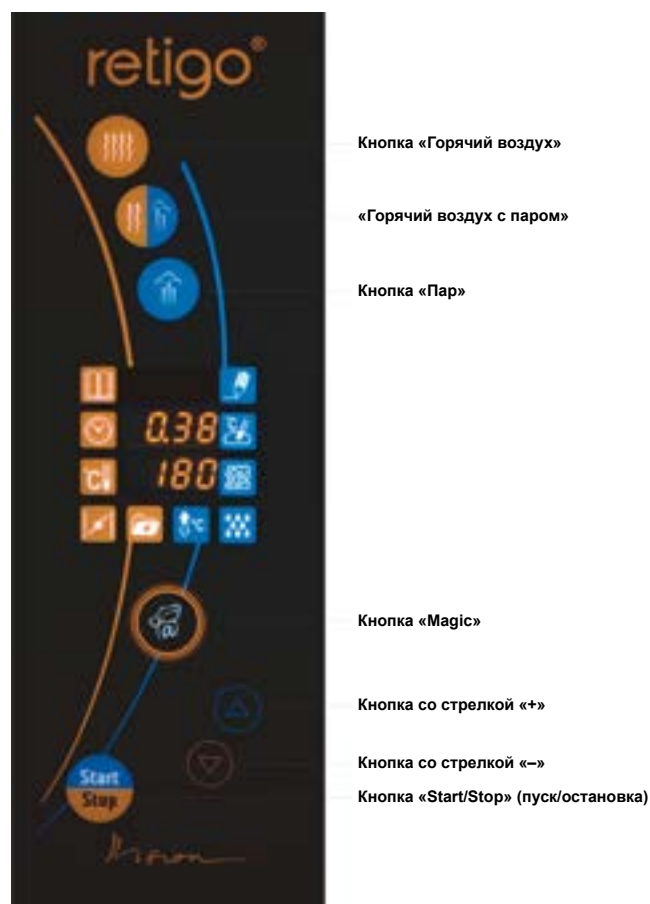 retigo®
Кнопка «Горячий воздух»
«Горячий воздух с паром»
Кнопка «Пар»
0.38
°C
180
°C
Кнопка «Magic»
Кнопка со стрелкой «+»
Кнопка со стрелкой «–»
Start
Stop
Кнопка «Start/Stop» (пуск/остановка)
Vision